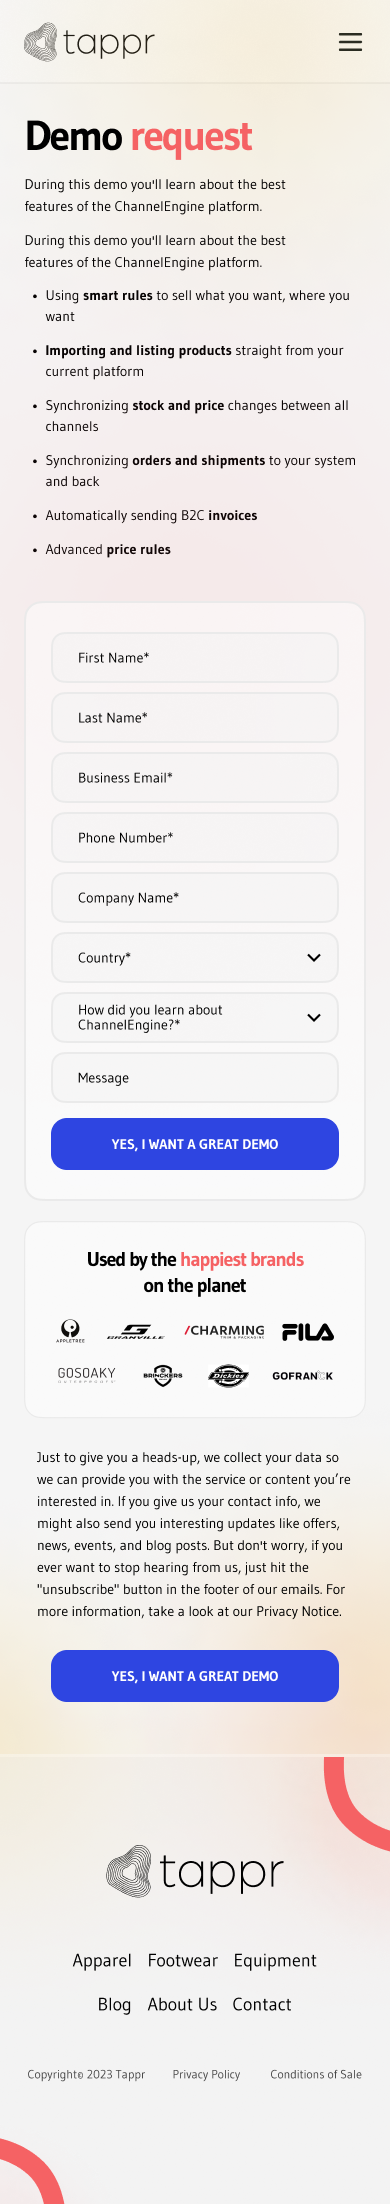 tappr
Demo request
During this demo you'll learn about the best
features of the ChannelEngine platform.
During this demo you'll learn about the best
features of the ChannelEngine platform.
• Using smart rules to sell what you want, where you
want
• Importing and listing products straight from your
current platform
• Synchronizing stock and price changes between all
channels
• Synchronizing orders and shipments to your system
and back
• Automatically sending B2C invoices
• Advanced price rules
First Name*
Last Name*
Business Email*
Phone Number*
Company Name*
Country*
How did you learn about
ChannelEngine?*
Message
YES, I WANT A GREAT DEMO
Used by the happiest brands
on the planet
APPLETREE
GRANVILLE
/CHARMING
TRIM & PACKAGING
FILA
GOSOAKY
OUTERPROOFS
BRINCKERS
Dickies
GOFRANCK
Just to give you a heads-up, we collect your data so
we can provide you with the service or content you’re
interested in. If you give us your contact info, we
might also send you interesting updates like offers,
news, events, and blog posts. But don't worry, if you
ever want to stop hearing from us, just hit the
"unsubscribe" button in the footer of our emails. For
more information, take a look at our Privacy Notice.
YES, I WANT A GREAT DEMO
tappr
Apparel Footwear Equipment
Blog About Us Contact
Copyright© 2023 Tappr Privacy Policy Conditions of Sale